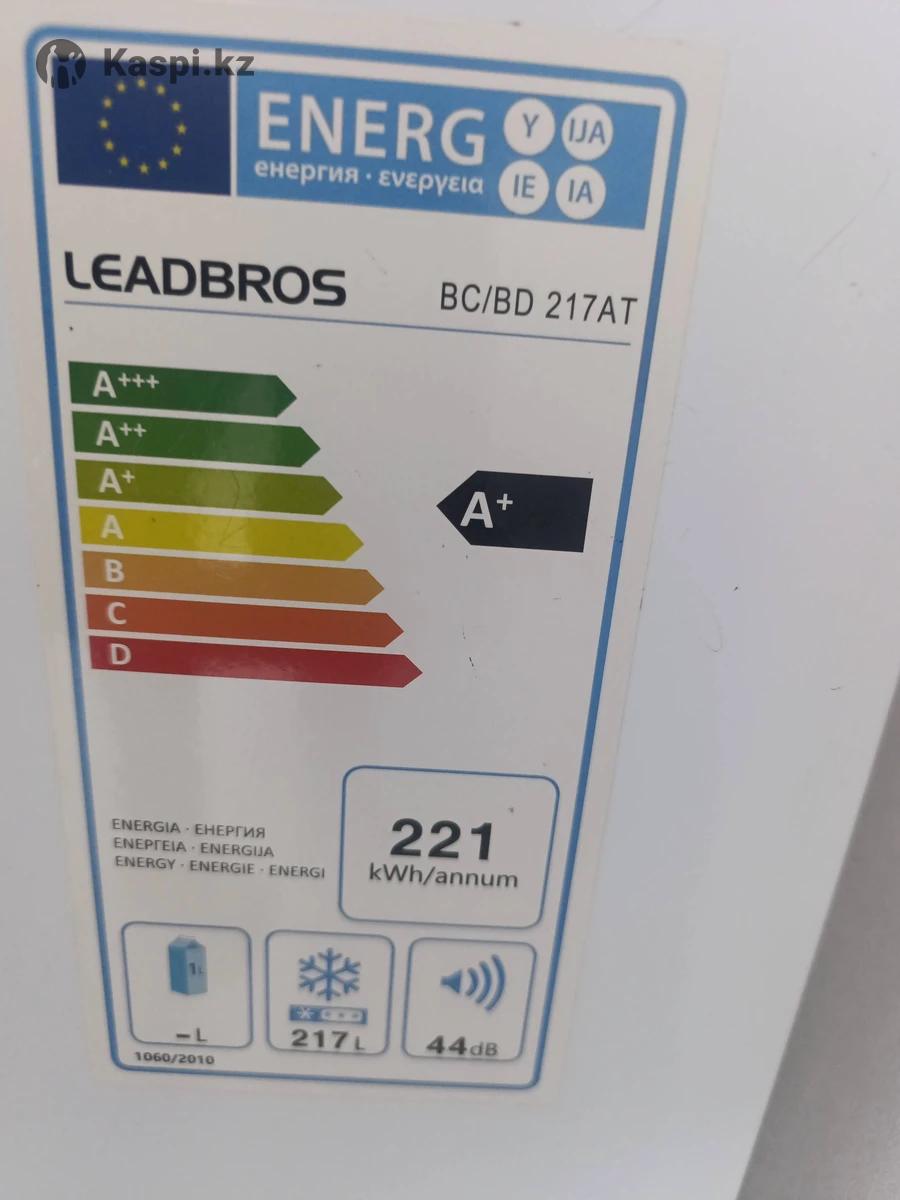 Kaspi.kz
ENERG Y IJA
енергия · ενεργεια IE IA
LEADBROS BC/BD 217AT
A+++
A++
A+
A+
A
B
C
D
ENERGIA · ЕНЕРГИЯ
ΕΝΕΡΓΕΙΑ · ENERGIJA
ENERGY · ENERGIE · ENERGI
221
kWh/annum
1L
–L
217L
44dB
1060/2010